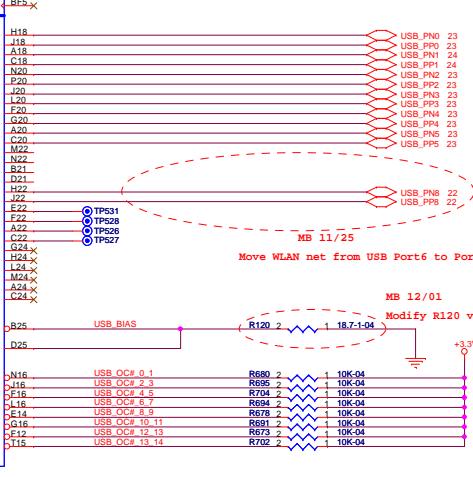 BF5
H18 USB_PN0 23
J18 USB_PP0 23
A18 USB_PN1 24
C18 USB_PP1 24
N20 USB_PN2 23
P20 USB_PP2 23
J20 USB_PN3 23
L20 USB_PP3 23
F20 USB_PN4 23
G20 USB_PP4 23
A20 USB_PN5 23
C20 USB_PP5 23
M22
N22
B21
D21
H22 USB_PN8 22
J22 USB_PP8 22
E22 TP531
F22 TP528
A22 TP526
C22 TP527
G24
H24
L24
M24
A24
C24
MB 11/25
Move WLAN net from USB Port6 to Por
MB 12/01
Modify R120 v
B25 USB_BIAS R120 2 1 18.7-1-04
D25
+3.3
N16 USB_OC#_0_1 R680 2 1 10K-04
J16 USB_OC#_2_3 R695 2 1 10K-04
F16 USB_OC#_4_5 R704 2 1 10K-04
L16 USB_OC#_6_7 R694 2 1 10K-04
E14 USB_OC#_8_9 R678 2 1 10K-04
G16 USB_OC#_10_11 R691 2 1 10K-04
F12 USB_OC#_12_13 R673 2 1 10K-04
T15 USB_OC#_13_14 R702 2 1 10K-04